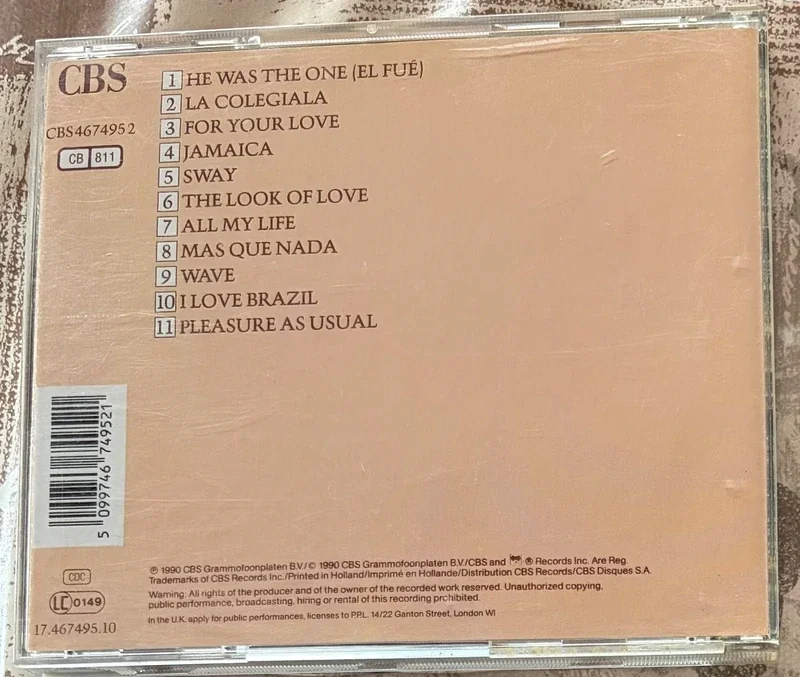 CBS
CBS4674952
CB 811
1 HE WAS THE ONE (EL FUÉ)
2 LA COLEGIALA
3 FOR YOUR LOVE
4 JAMAICA
5 SWAY
6 THE LOOK OF LOVE
7 ALL MY LIFE
8 MAS QUE NADA
9 WAVE
10 I LOVE BRAZIL
11 PLEASURE AS USUAL
5 099746 749521
CDC
LC 0149
17.467495.10
℗ 1990 CBS Grammofoonplaten B.V./© 1990 CBS Grammofoonplaten B.V./CBS and ® Records Inc. Are Reg.
Trademarks of CBS Records Inc./Printed in Holland/Imprimé en Hollande/Distribution CBS Records/CBS Disques S.A.
Warning: All rights of the producer and of the owner of the recorded work reserved. Unauthorized copying,
public performance, broadcasting, hiring or rental of this recording prohibited.
In the U.K. apply for public performances, licenses to P.P.L. 14/22 Ganton Street, London WI